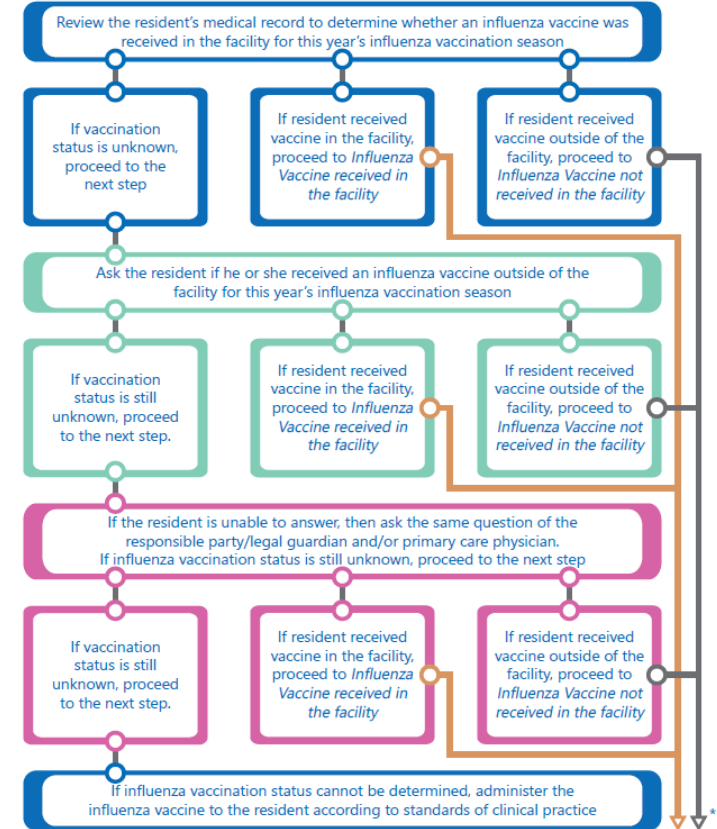 Review the resident’s medical record to determine whether an influenza vaccine was
received in the facility for this year’s influenza vaccination season
If vaccination
status is unknown,
proceed to the
next step
If resident received
vaccine in the facility,
proceed to Influenza
Vaccine received in
the facility
If resident received
vaccine outside of the
facility, proceed to
Influenza Vaccine not
received in the facility
Ask the resident if he or she received an influenza vaccine outside of the
facility for this year’s influenza vaccination season
If vaccination
status is still
unknown, proceed
to the next step.
If resident received
vaccine in the facility,
proceed to Influenza
Vaccine received in
the facility
If resident received
vaccine outside of the
facility, proceed to
Influenza Vaccine not
received in the facility
If the resident is unable to answer, then ask the same question of the
responsible party/legal guardian and/or primary care physician.
If influenza vaccination status is still unknown, proceed to the next step
If vaccination
status is still
unknown, proceed
to the next step.
If resident received
vaccine in the facility,
proceed to Influenza
Vaccine received in
the facility
If resident received
vaccine outside of the
facility, proceed to
Influenza Vaccine not
received in the facility
If influenza vaccination status cannot be determined, administer the
influenza vaccine to the resident according to standards of clinical practice
*